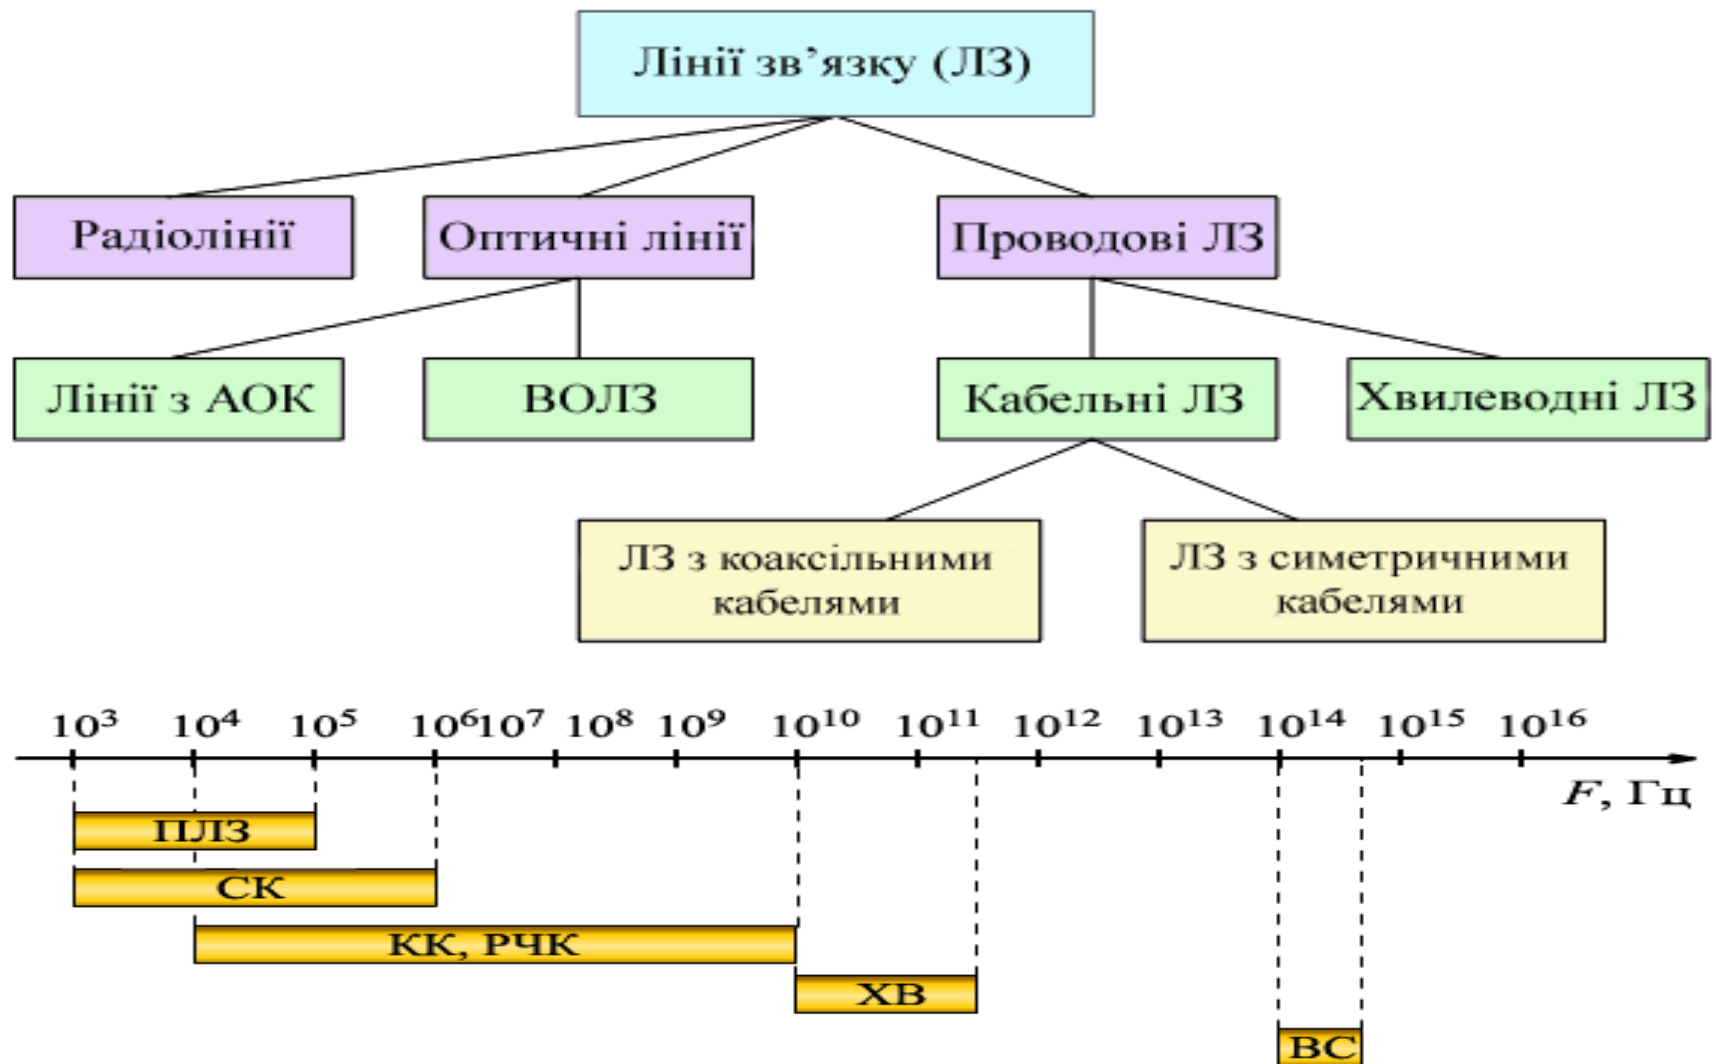 Лінії зв’язку (ЛЗ)
Радіолінії
Оптичні лінії
Проводові ЛЗ
Лінії з АОК
ВОЛЗ
Кабельні ЛЗ
Хвилеводні ЛЗ
ЛЗ з коаксільними
кабелями
ЛЗ з симетричними
кабелями
10³ 10⁴ 10⁵ 10⁶ 10⁷ 10⁸ 10⁹ 10¹⁰ 10¹¹ 10¹² 10¹³ 10¹⁴ 10¹⁵ 10¹⁶
F, Гц
ПЛЗ
СК
КК, РЧК
ХВ
ВС